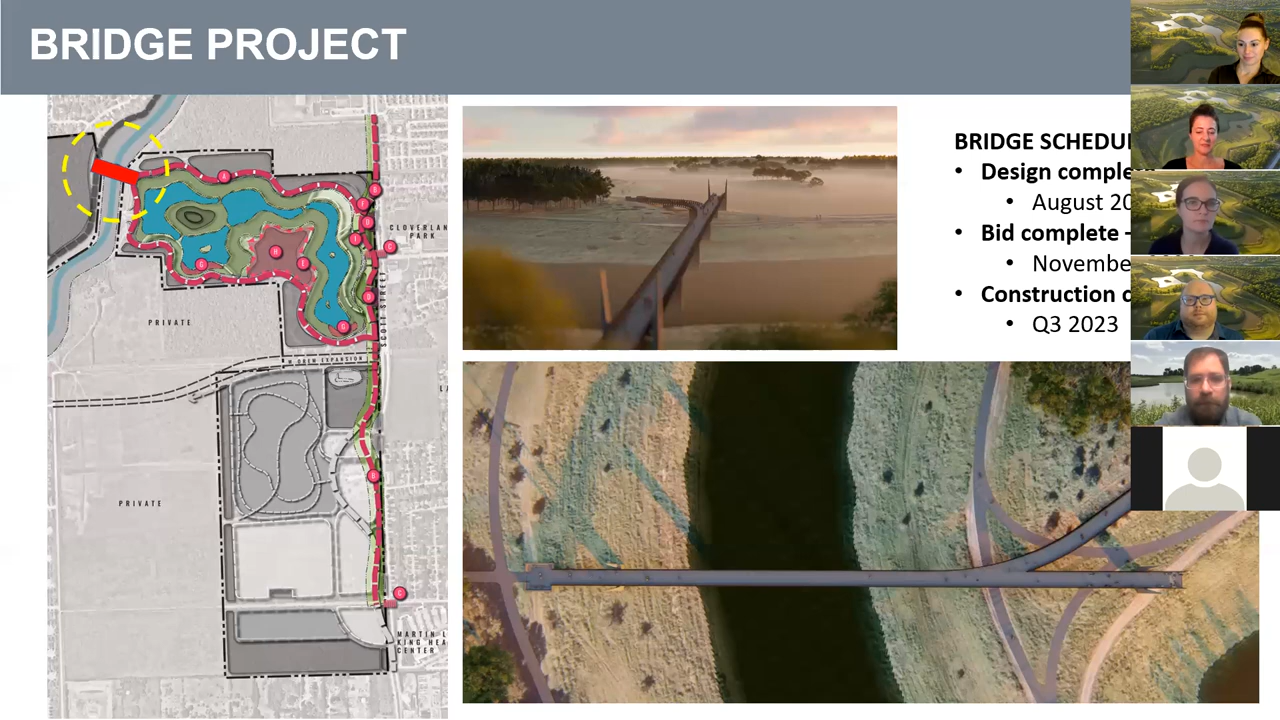 BRIDGE PROJECT
BRIDGE SCHEDU
• Design comple
• August 20
• Bid complete -
• Novembe
• Construction
• Q3 2023
CLOVERLAN
PARK
SCOTT STREET
PRIVATE
PRIVATE
MARTIN L
KING HEA
CENTER